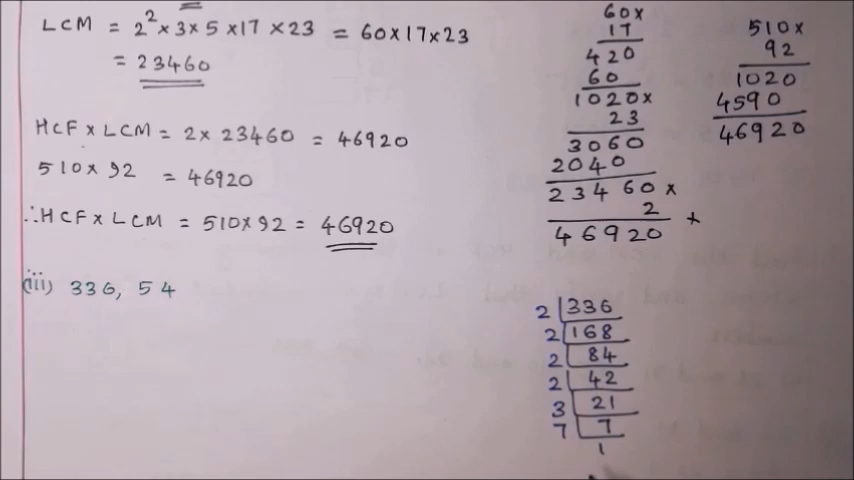 LCM = 2² × 3 × 5 × 17 × 23 = 60 × 17 × 23
= 23460
HCF × LCM = 2 × 23460 = 46920
510 × 92 = 46920
∴ HCF × LCM = 510 × 92 = 46920
(iii) 336, 54
60 ×
17
420
60
1020 ×
23
3060
2040
23460 ×
2
46920
+
510 ×
92
1020
4590
46920
2 | 336
2 | 168
2 | 84
2 | 42
3 | 21
7 | 7
1